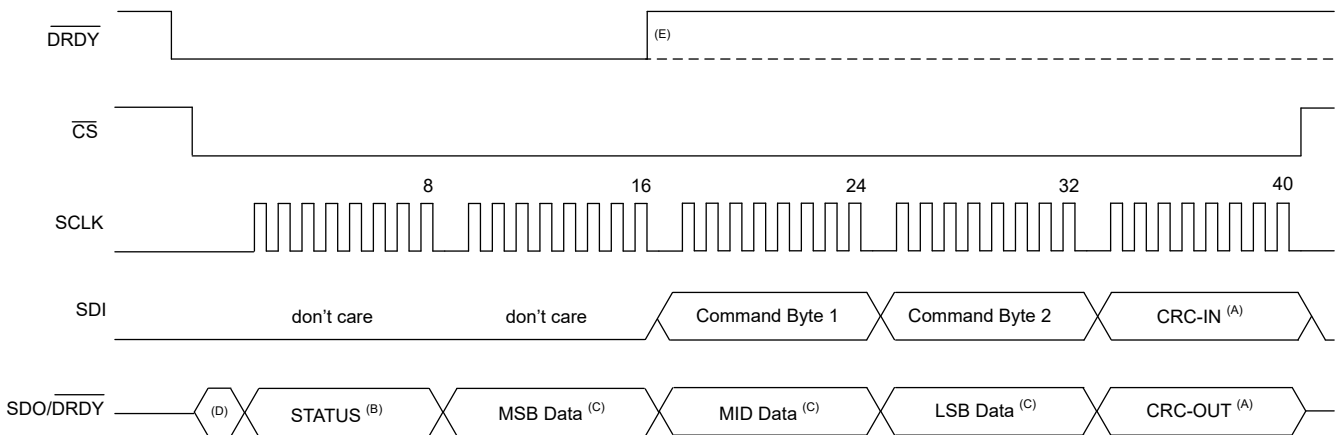 DRDY
(E)
CS
8 16 24 32 40
SCLK
SDI don't care don't care Command Byte 1 Command Byte 2 CRC-IN (A)
SDO/DRDY (D) STATUS (B) MSB Data (C) MID Data (C) LSB Data (C) CRC-OUT (A)